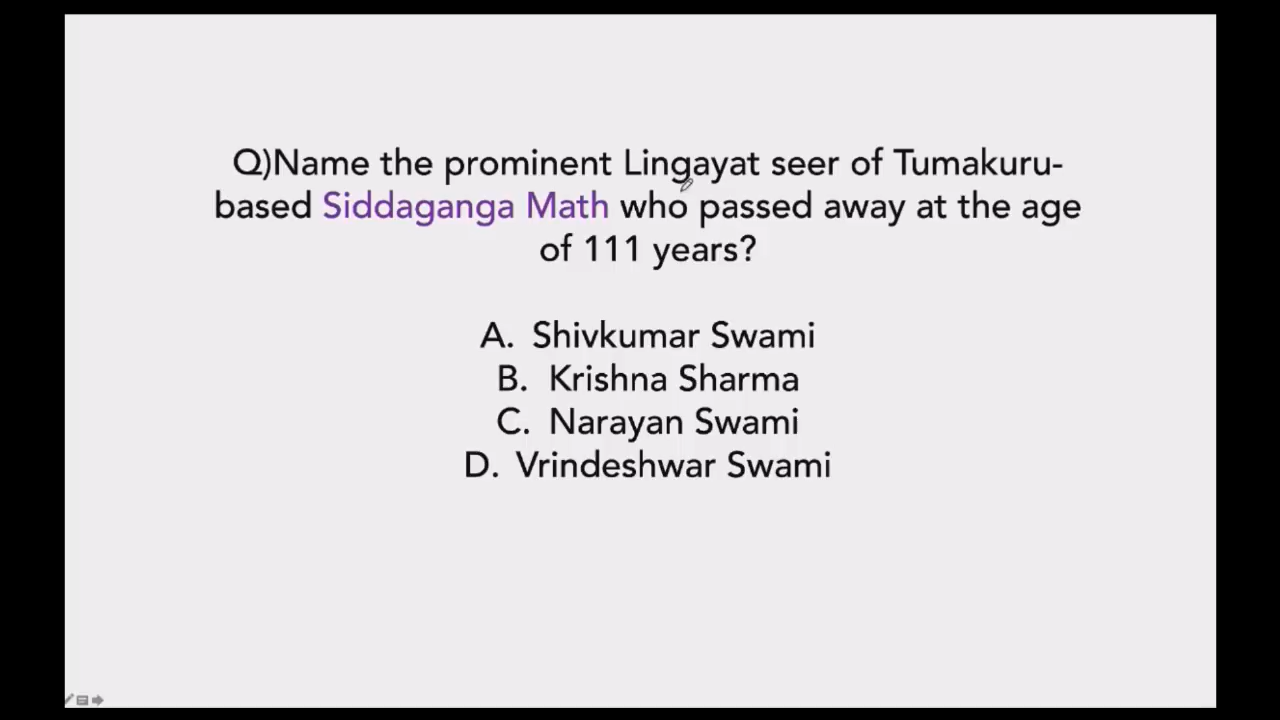 Q)Name the prominent Lingayat seer of Tumakuru-
based Siddaganga Math who passed away at the age
of 111 years?
A. Shivkumar Swami
B. Krishna Sharma
C. Narayan Swami
D. Vrindeshwar Swami